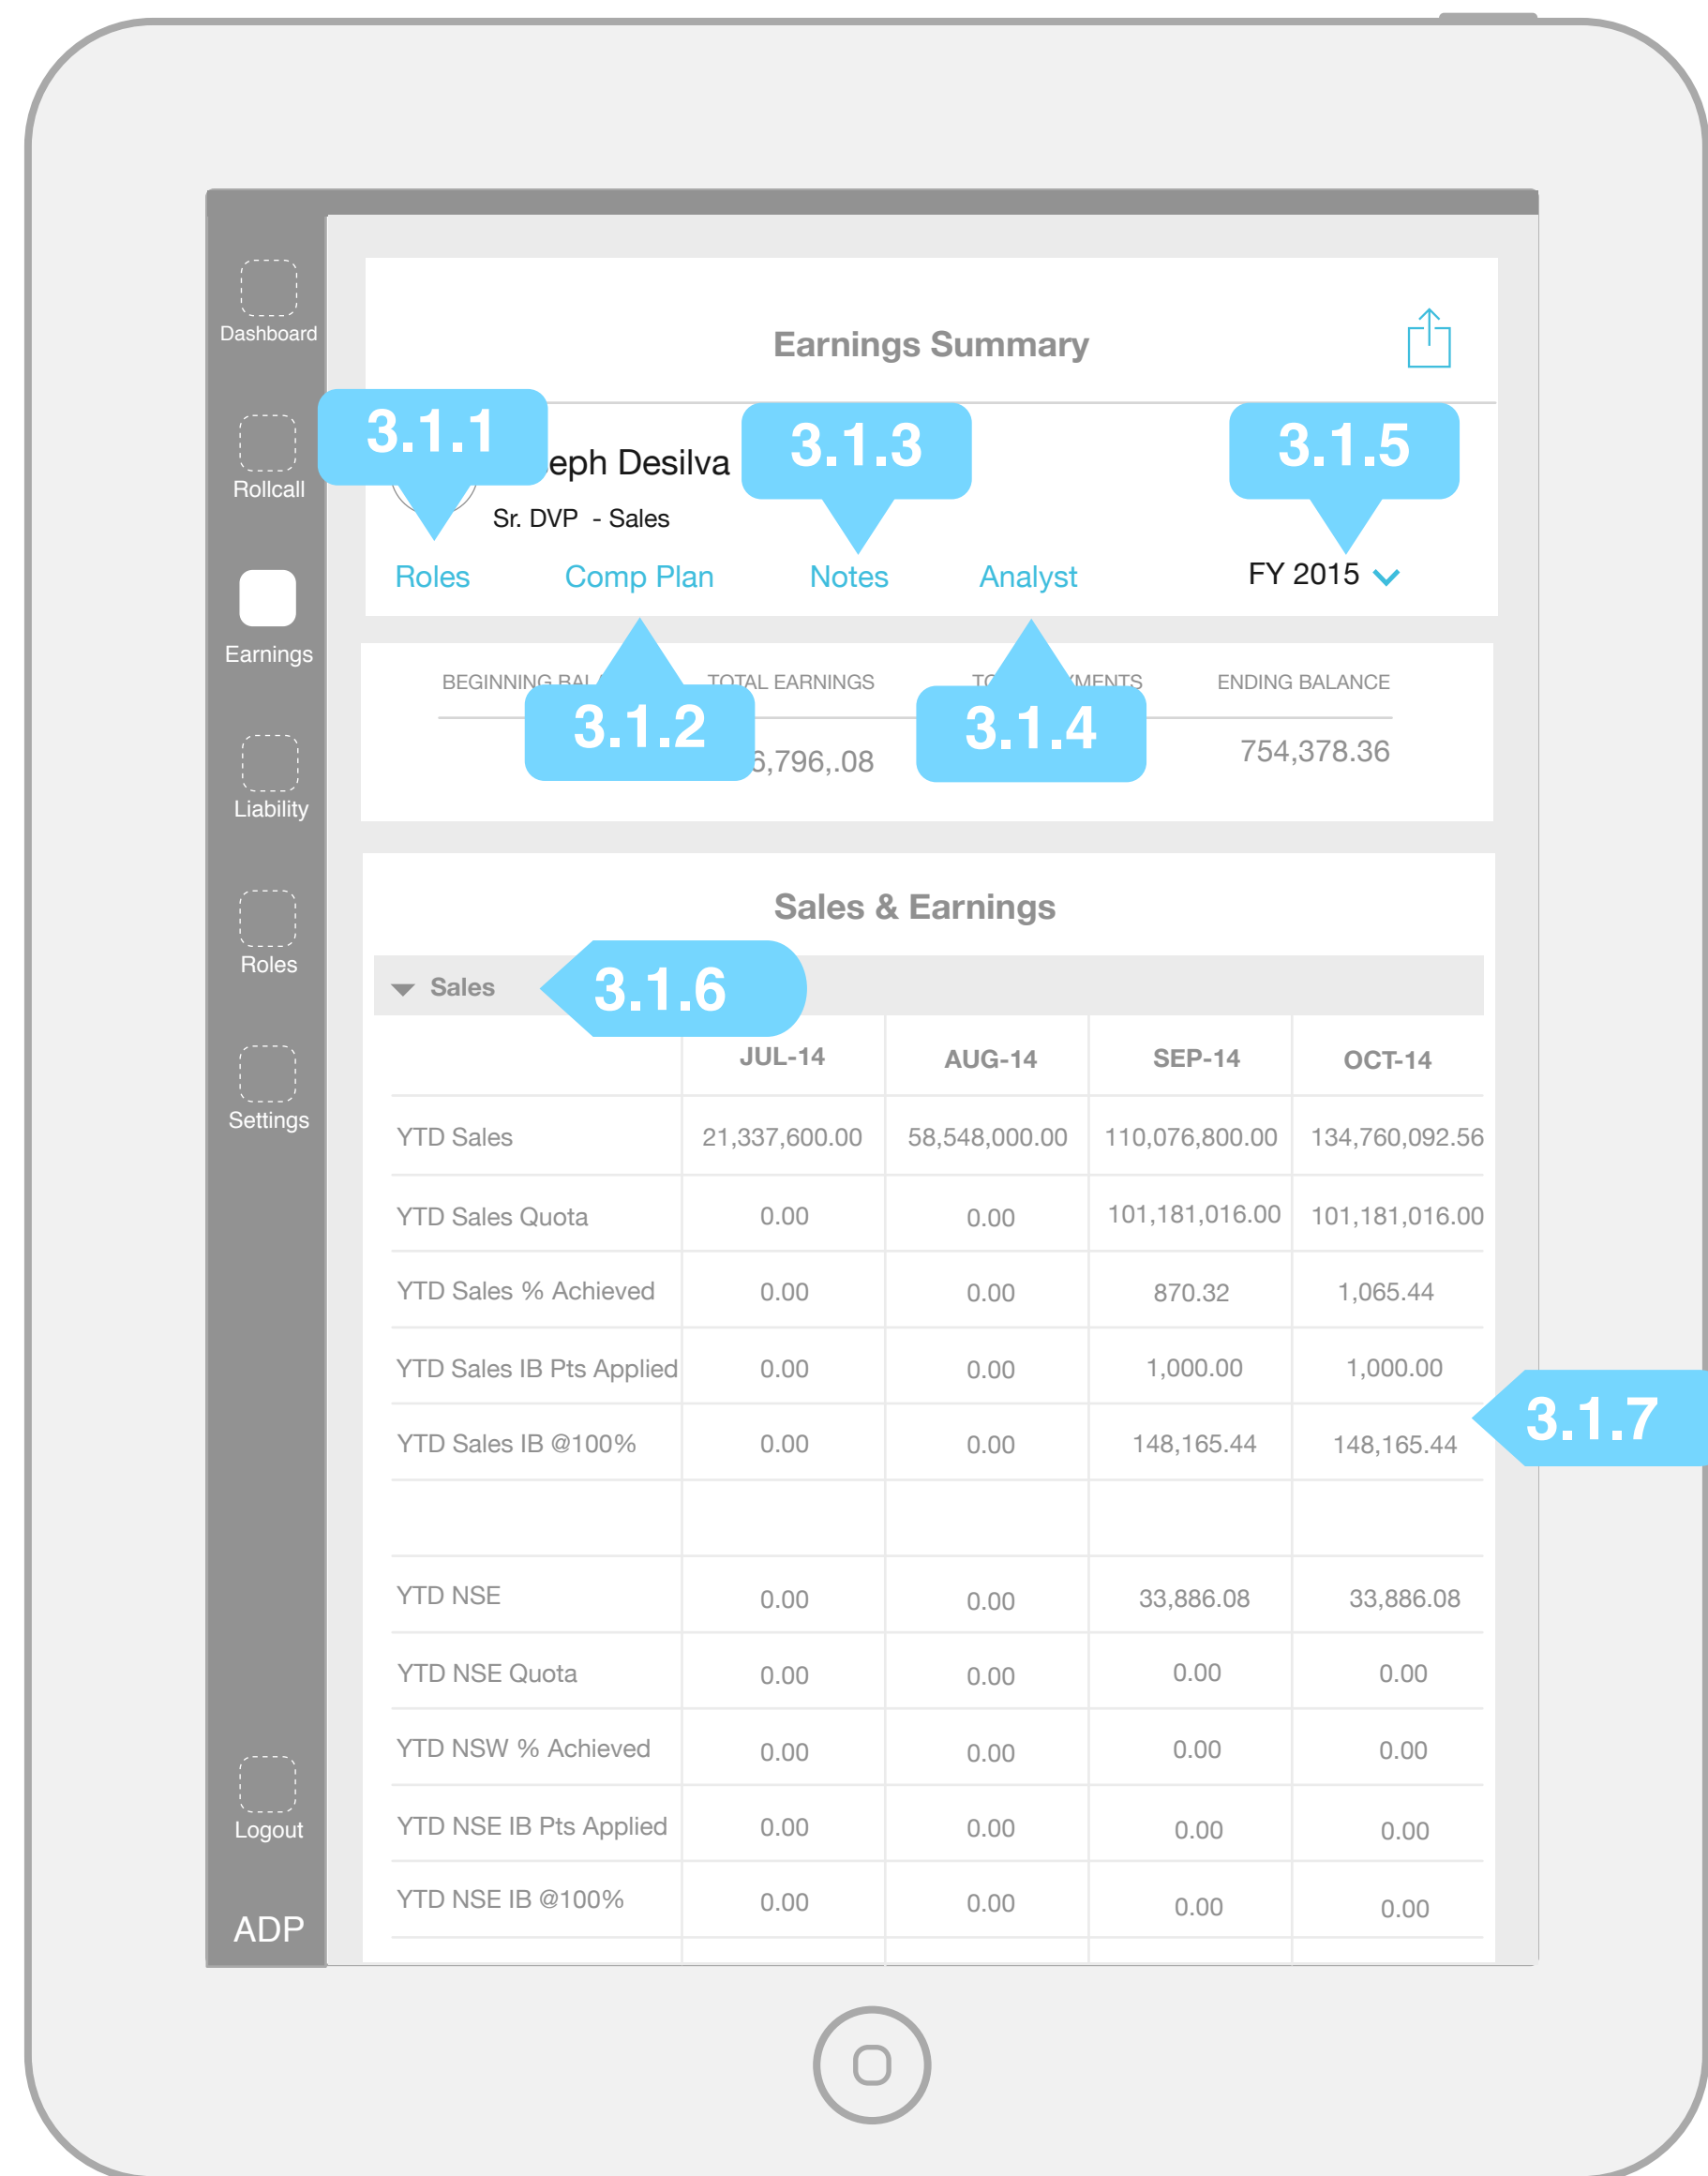 Dashboard
Rollcall
Earnings
Liability
Roles
Settings
Logout
ADP
Earnings Summary
3.1.1
3.1.3
3.1.5
eph Desilva
Sr. DVP - Sales
Roles Comp Plan Notes Analyst FY 2015
BEGINNING TOTAL EARNINGS ENDING BALANCE
3.1.2
3.1.4
6,796,.08 754,378.36
Sales & Earnings
Sales
3.1.6
JUL-14 AUG-14 SEP-14 OCT-14
YTD Sales 21,337,600.00 58,548,000.00 110,076,800.00 134,760,092.56
YTD Sales Quota 0.00 0.00 101,181,016.00 101,181,016.00
YTD Sales % Achieved 0.00 0.00 870.32 1,065.44
YTD Sales IB Pts Applied 0.00 0.00 1,000.00 1,000.00
3.1.7
YTD Sales IB @100% 0.00 0.00 148,165.44 148,165.44
YTD NSE 0.00 0.00 33,886.08 33,886.08
YTD NSE Quota 0.00 0.00 0.00 0.00
YTD NSW % Achieved 0.00 0.00 0.00 0.00
YTD NSE IB Pts Applied 0.00 0.00 0.00 0.00
YTD NSE IB @100% 0.00 0.00 0.00 0.00